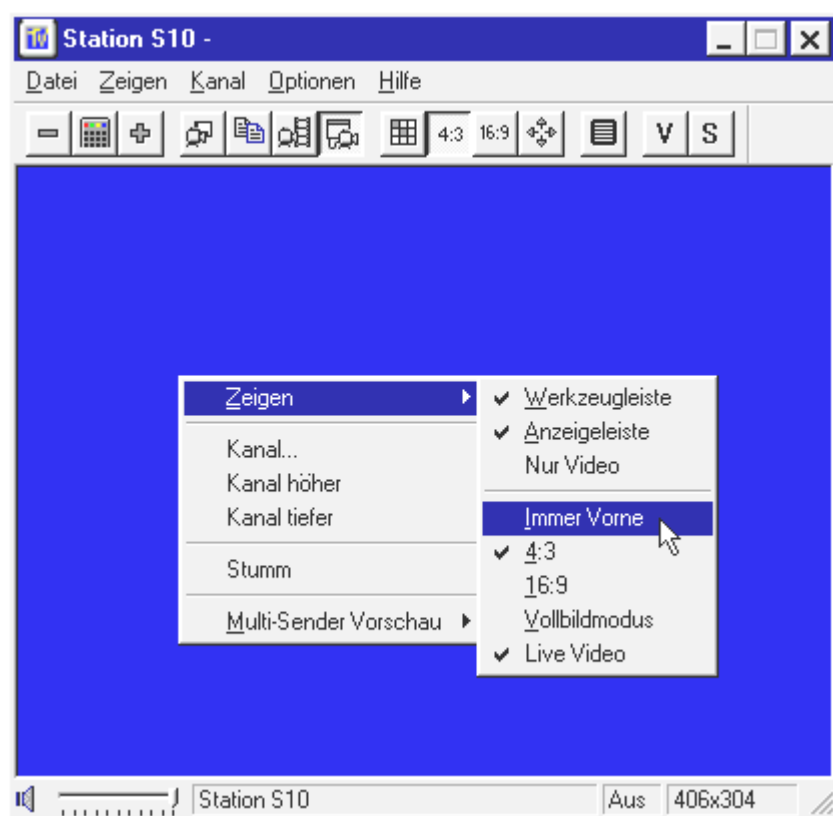 Station S10 -
Datei Zeigen Kanal Optionen Hilfe
4:3 16:9 V S
Zeigen
Kanal...
Kanal höher
Kanal tiefer
Stumm
Multi-Sender Vorschau
Werkzeugleiste
Anzeigeleiste
Nur Video
Immer Vorne
4:3
16:9
Vollbildmodus
Live Video
Station S10 Aus 406x304